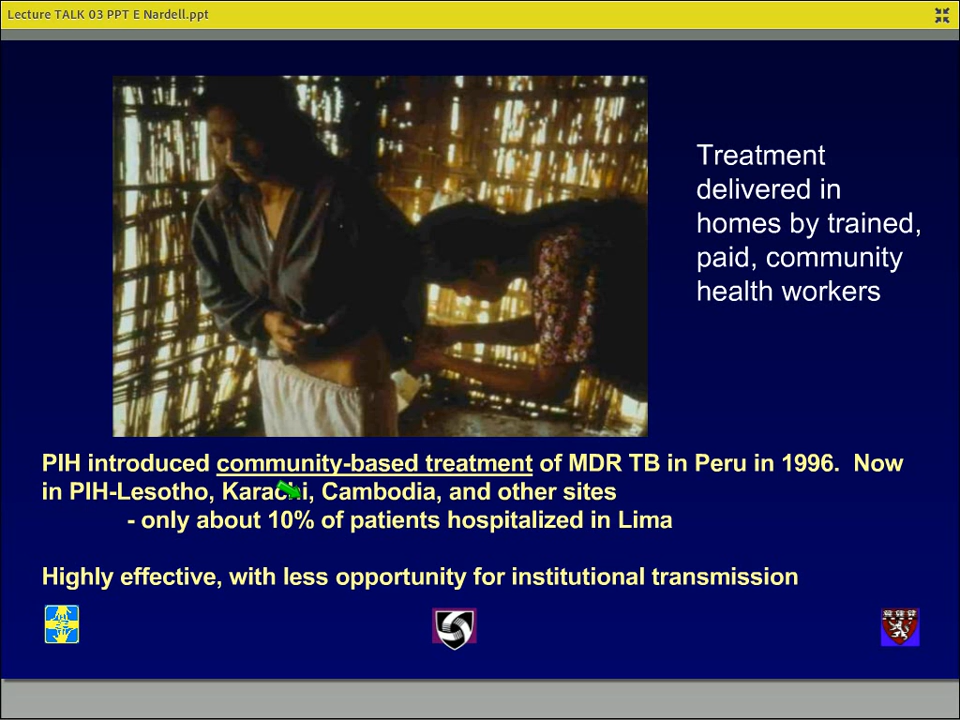 Lecture TALK 03 PPT E Nardell.ppt
Treatment
delivered in
homes by trained,
paid, community
health workers
PIH introduced community-based treatment of MDR TB in Peru in 1996.  Now
in PIH-Lesotho, Karachi, Cambodia, and other sites
- only about 10% of patients hospitalized in Lima
Highly effective, with less opportunity for institutional transmission